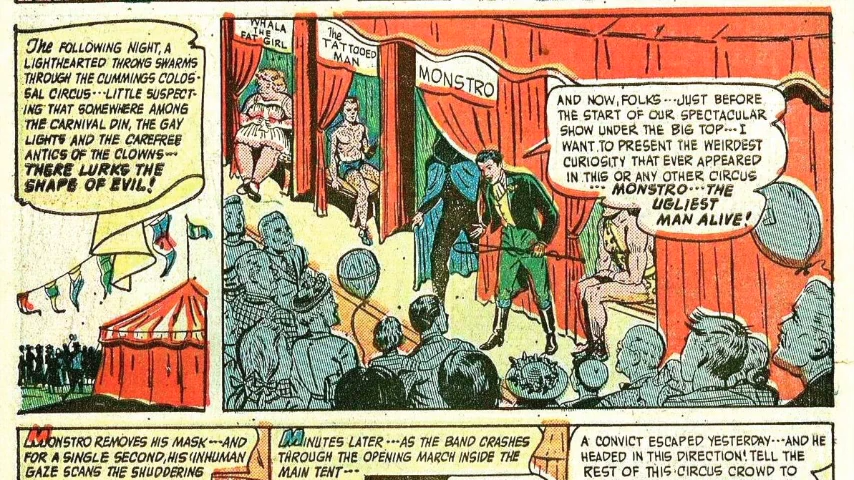 The FOLLOWING NIGHT, A
LIGHTHEARTED THRONG SWARMS
THROUGH THE CUMMINGS COLOS-
SAL CIRCUS---LITTLE SUSPECT-
ING THAT SOMEWHERE AMONG
THE CARNIVAL DIN, THE GAY
LIGHTS AND THE CAREFREE
ANTICS OF THE CLOWNS---
THERE LURKS THE
SHAPE OF EVIL!
WHALA
THE
FAT GIRL
The
TATTOOED
MAN
MONSTRO
AND NOW, FOLKS---JUST BEFORE
THE START OF OUR SPECTACULAR
SHOW UNDER THE BIG TOP---I
WANT TO PRESENT THE WEIRDEST
CURIOSITY THAT EVER APPEARED
IN THIS OR ANY OTHER CIRCUS
---MONSTRO---THE
UGLIEST
MAN ALIVE!
MONSTRO REMOVES HIS MASK---AND
FOR A SINGLE SECOND, HIS INHUMAN
GAZE SCANS THE SHUDDERING
MINUTES LATER---AS THE BAND CRASHES
THROUGH THE OPENING MARCH INSIDE THE
MAIN TENT---
A CONVICT ESCAPED YESTERDAY---AND HE
HEADED IN THIS DIRECTION! TELL THE
REST OF THIS CIRCUS CROWD TO